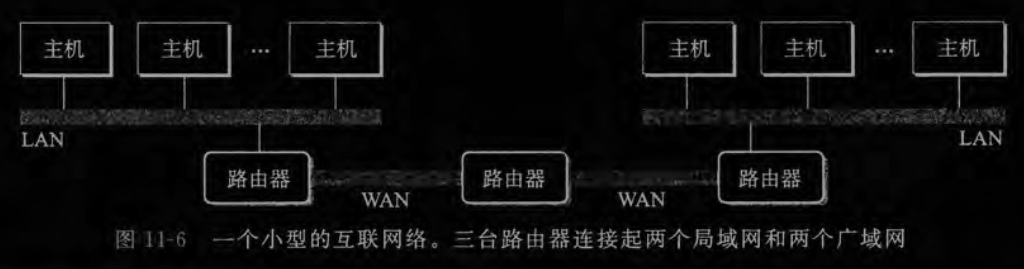 主机 主机 ... 主机 主机 主机 ... 主机
LAN LAN
路由器 路由器 路由器
WAN WAN
图 11-6 一个小型的互联网络。三台路由器连接起两个局域网和两个广域网